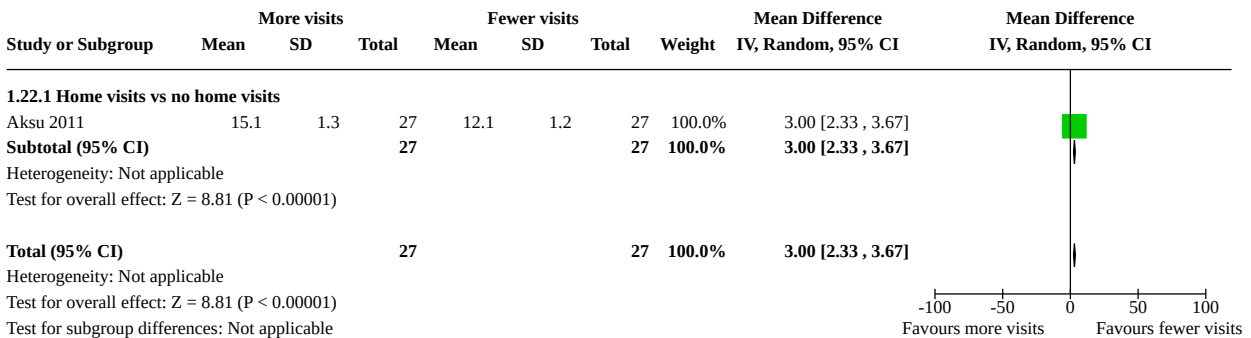 More visits Fewer visits Mean Difference Mean Difference
Study or Subgroup Mean SD Total Mean SD Total Weight IV, Random, 95% CI IV, Random, 95% CI
1.22.1 Home visits vs no home visits
Aksu 2011 15.1 1.3 27 12.1 1.2 27 100.0% 3.00 [2.33 , 3.67]
Subtotal (95% CI) 27 27 100.0% 3.00 [2.33 , 3.67]
Heterogeneity: Not applicable
Test for overall effect: Z = 8.81 (P < 0.00001)
Total (95% CI) 27 27 100.0% 3.00 [2.33 , 3.67]
Heterogeneity: Not applicable
Test for overall effect: Z = 8.81 (P < 0.00001) -100 -50 0 50 100
Test for subgroup differences: Not applicable Favours more visits Favours fewer visits